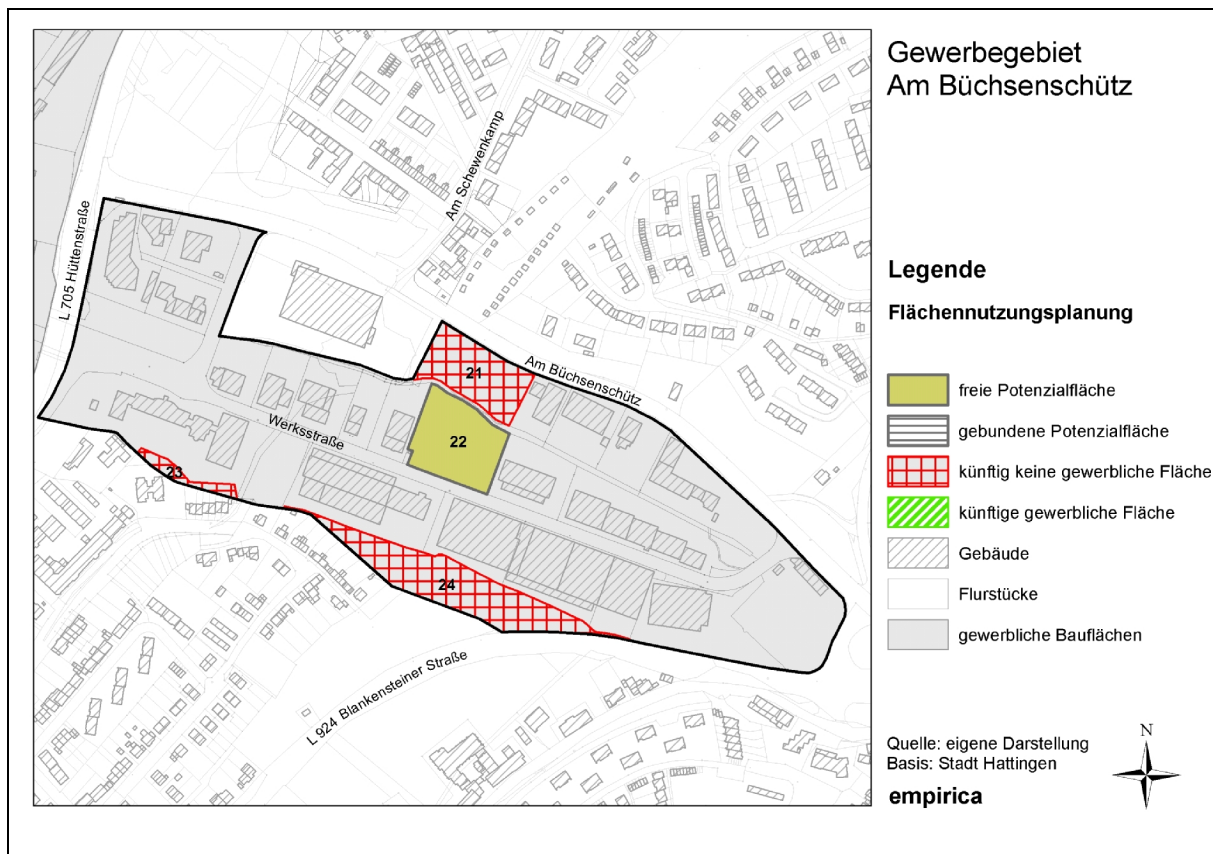 Gewerbegebiet
Am Büchsenschütz
Am Schewenkamp
L 705 Hüttenstraße
Am Büchsenschütz
21
Werksstraße
22
23
24
L 924 Blankensteiner Straße
Legende
Flächennutzungsplanung
freie Potenzialfläche
gebundene Potenzialfläche
künftig keine gewerbliche Fläche
künftige gewerbliche Fläche
Gebäude
Flurstücke
gewerbliche Bauflächen
Quelle: eigene Darstellung
Basis: Stadt Hattingen
empirica
N